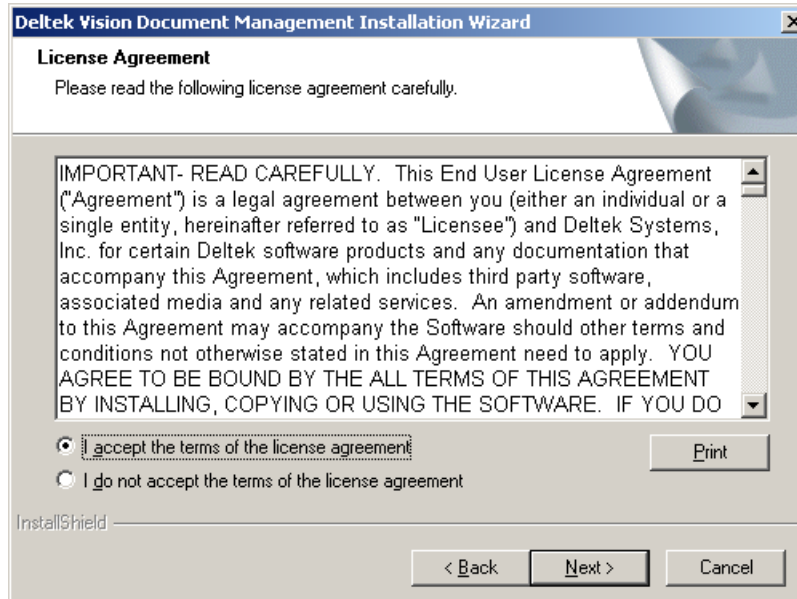 Deltek Vision Document Management Installation Wizard
License Agreement
Please read the following license agreement carefully.
IMPORTANT- READ CAREFULLY.  This End User License Agreement
("Agreement") is a legal agreement between you (either an individual or a
single entity, hereinafter referred to as "Licensee") and Deltek Systems,
Inc. for certain Deltek software products and any documentation that
accompany this Agreement, which includes third party software,
associated media and any related services.  An amendment or addendum
to this Agreement may accompany the Software should other terms and
conditions not otherwise stated in this Agreement need to apply.  YOU
AGREE TO BE BOUND BY THE ALL TERMS OF THIS AGREEMENT
BY INSTALLING, COPYING OR USING THE SOFTWARE.  IF YOU DO
I accept the terms of the license agreement
Print
I do not accept the terms of the license agreement
InstallShield
< Back
Next >
Cancel